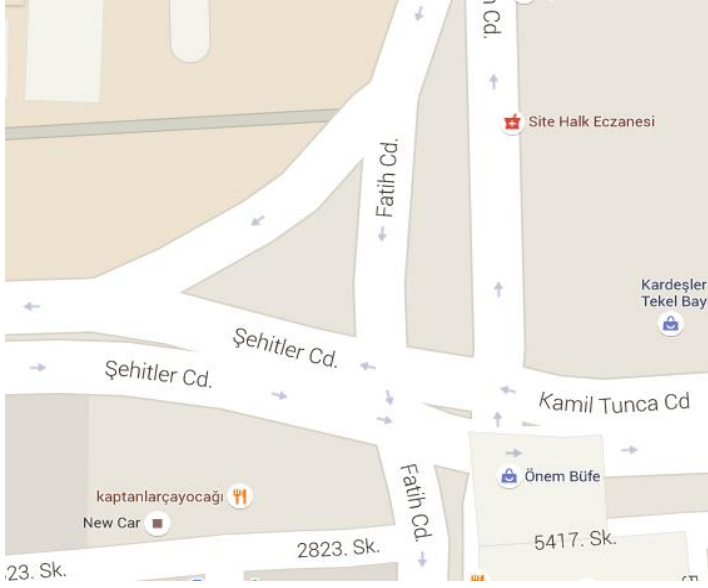 Cd.
Site Halk Eczanesi
Fatih Cd.
Kardeşler
Tekel Bay
Şehitler Cd.
Şehitler Cd.
Kamil Tunca Cd
Önem Büfe
kaptanlarçayocağı
Fatih Cd.
New Car
5417. Sk.
2823. Sk.
23. Sk.